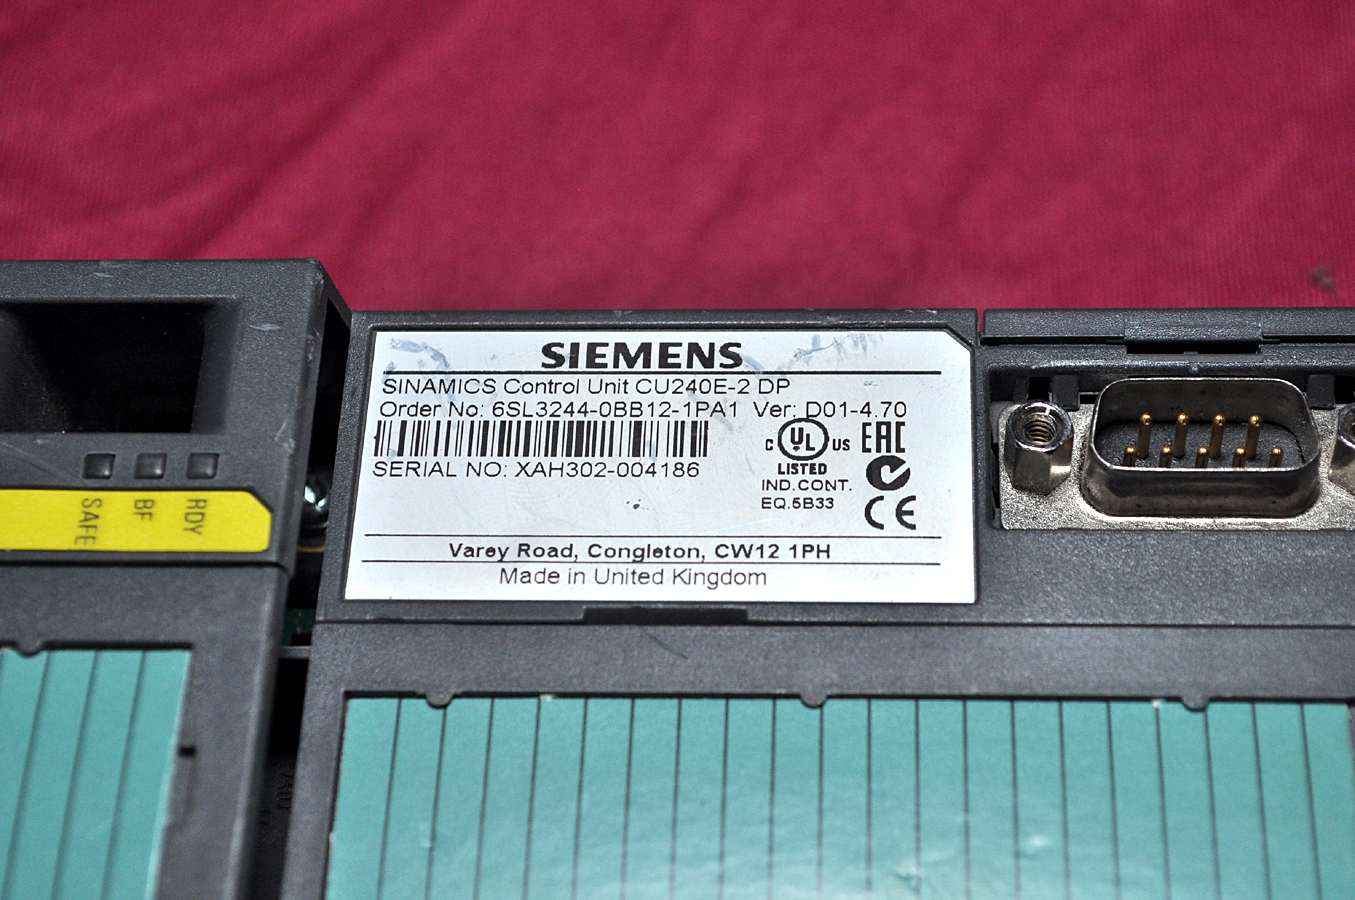 SIEMENS
SINAMICS Control Unit CU240E-2 DP
Order No: 6SL3244-0BB12-1PA1 Ver: D01-4.70
SERIAL NO: XAH302-004186
C UL US
LISTED
IND.CONT.
EQ.5B33
EAC
CE
Varey Road, Congleton, CW12 1PH
Made in United Kingdom
RDY
BF
SAFE